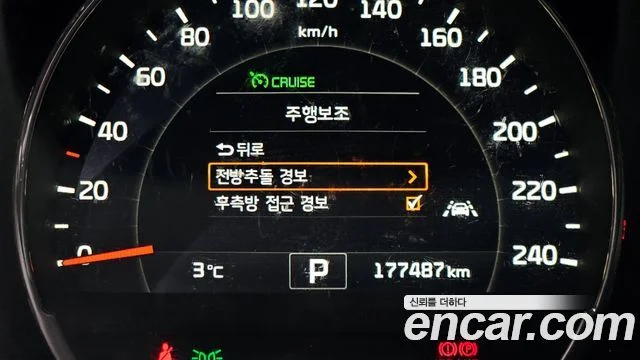 100 120 140
80 km/h 160
60 CRUISE 180
주행보조
40 200
뒤로
전방추돌 경보
20 후측방 접근 경보 220
0 240
3°C P 177487 km
신뢰를 더하다
encar.com